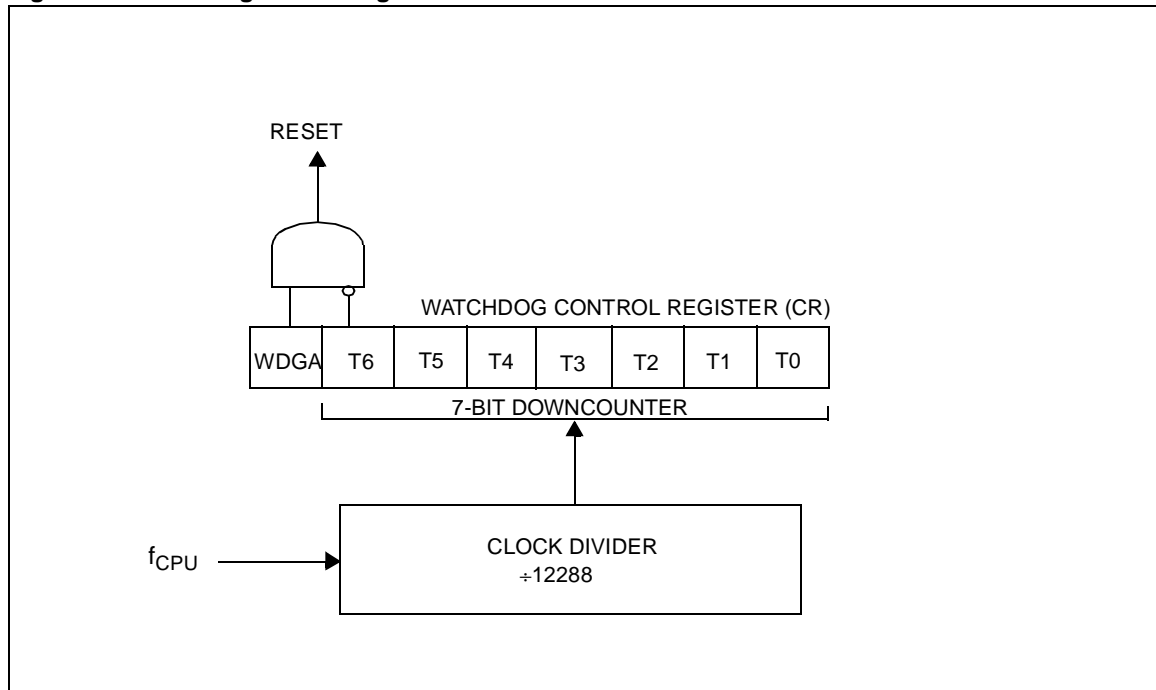 RESET
WATCHDOG CONTROL REGISTER (CR)
WDGA T6 T5 T4 T3 T2 T1 T0
7-BIT DOWNCOUNTER
fCPU
CLOCK DIVIDER
÷12288